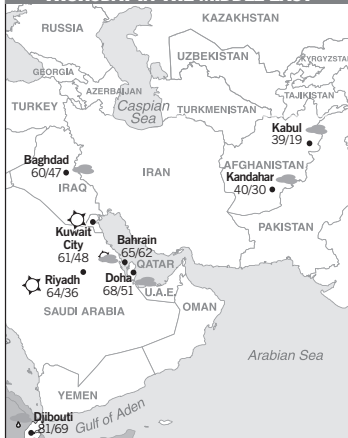 RUSSIA
KAZAKHSTAN
UZBEKISTAN
KYRGYZSTAN
GEORGIA
AZERBAIJAN
TAJIKISTAN
TURKEY
Caspian
Sea
TURKMENISTAN
Kabul
39/19
Baghdad
60/47
IRAN
AFGHANISTAN
Kandahar
40/30
IRAQ
PAKISTAN
Kuwait
City
61/48
Bahrain
65/62
QATAR
Riyadh
64/36
Doha
68/51
U.A.E.
SAUDI ARABIA
OMAN
Arabian Sea
YEMEN
Djibouti
81/69
Gulf of Aden